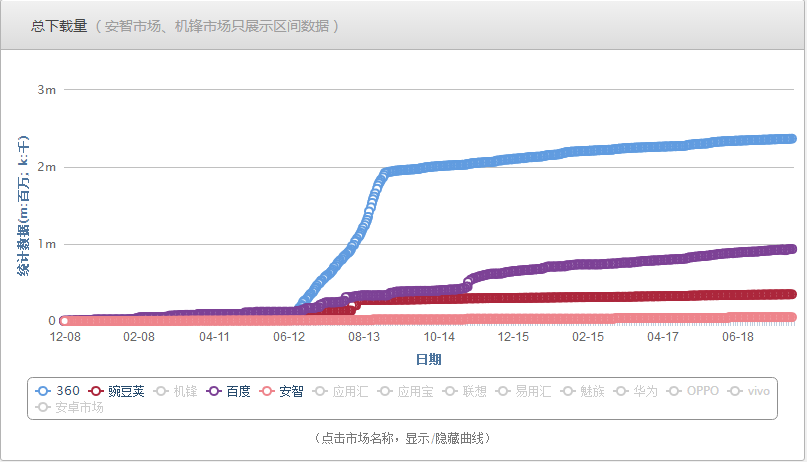 总下载量（安智市场、机锋市场只展示区间数据）
3m
2m
1m
0
统计数据(m:百万; k:千)
12-08 02-08 04-11 06-12 08-13 10-14 12-15 02-15 04-17 06-18
日期
360 豌豆荚 机锋 百度 安智 应用汇 应用宝 联想 易用汇 魅族 华为 OPPO vivo
安卓市场
（点击市场名称，显示/隐藏曲线）